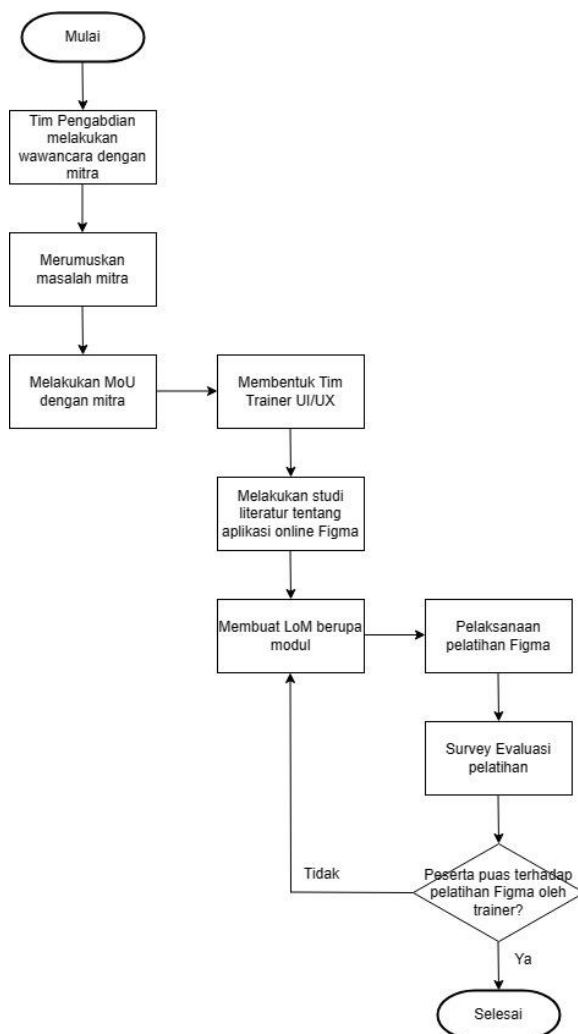 Mulai
Tim Pengabdian
melakukan
wawancara dengan
mitra
Merumuskan
masalah mitra
Melakukan MoU
dengan mitra
Membentuk Tim
Trainer UI/UX
Melakukan studi
literatur tentang
aplikasi online Figma
Membuat LoM berupa
modul
Pelaksanaan
pelatihan Figma
Survey Evaluasi
pelatihan
Peserta puas terhadap
pelatihan Figma oleh
trainer?
Tidak
Ya
Selesai